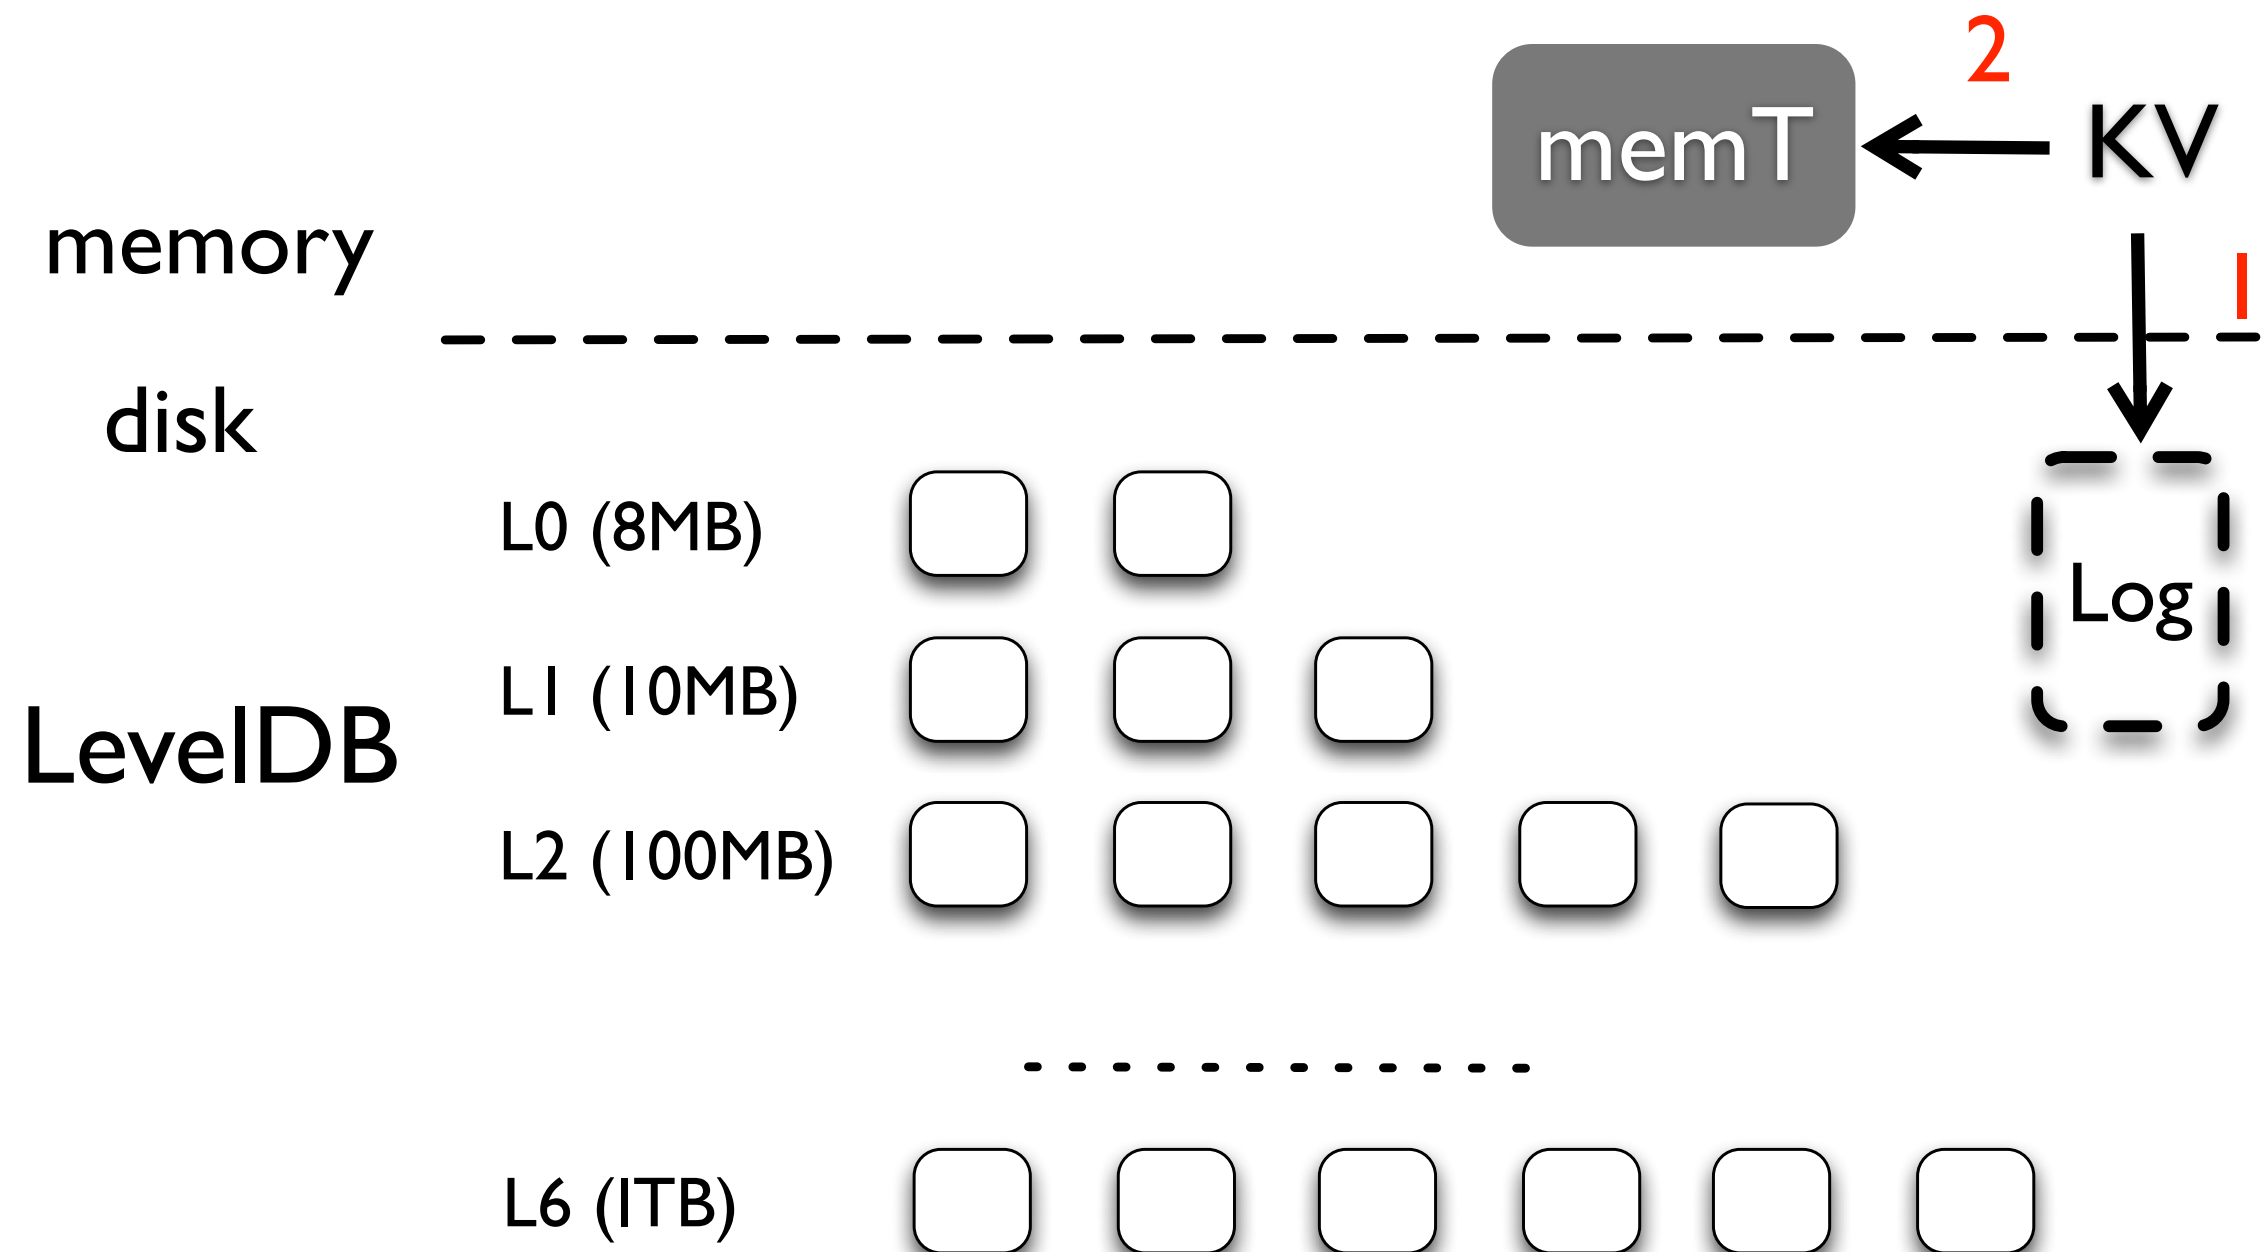 2
memT
KV
memory
1
disk
L0 (8MB)
Log
L1 (10MB)
LevelDB
L2 (100MB)
L6 (1TB)